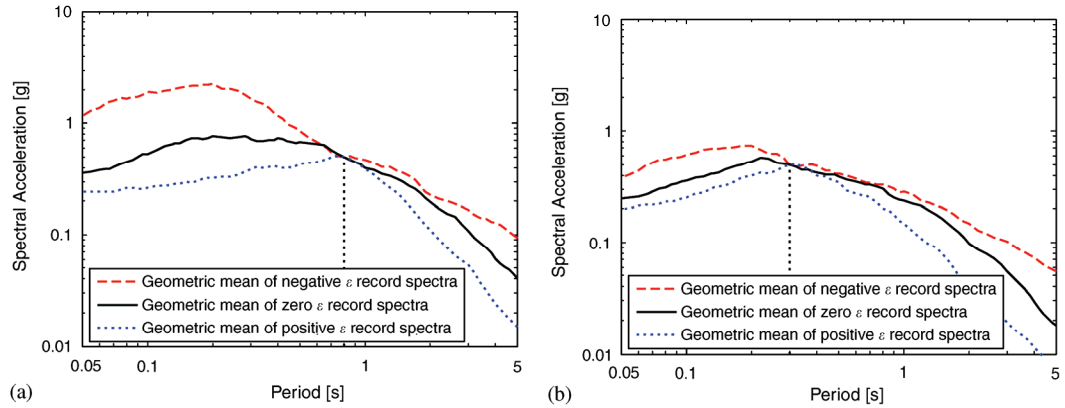 10
1
0.1
0.01
Spectral Acceleration [g]
Geometric mean of negative ε record spectra
Geometric mean of zero ε record spectra
Geometric mean of positive ε record spectra
0.05
0.1
1
5
Period [s]
(a)
10
1
0.1
0.01
Spectral Acceleration [g]
Geometric mean of negative ε record spectra
Geometric mean of zero ε record spectra
Geometric mean of positive ε record spectra
0.05
0.1
1
5
Period [s]
(b)